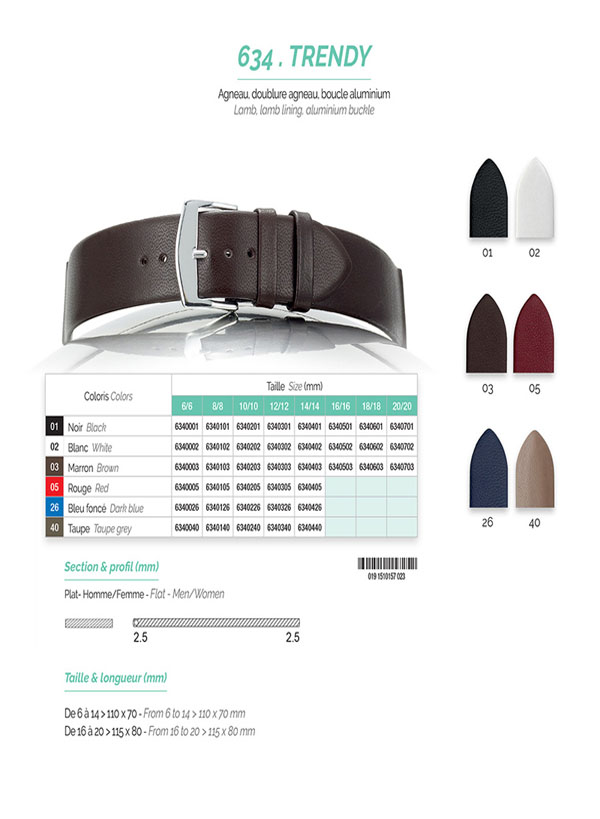 634 . TRENDY
Agneau, doublure agneau, boucle aluminium
Lamb, lamb lining, aluminium buckle
01 02
03 05
26 40
Coloris Colors Taille Size (mm)
6/6 8/8 10/10 12/12 14/14 16/16 18/18 20/20
01 Noir Black 6340001 6340101 6340201 6340301 6340401 6340501 6340601 6340701
02 Blanc White 6340002 6340102 6340202 6340302 6340402 6340502 6340602 6340702
03 Marron Brown 6340003 6340103 6340203 6340303 6340403 6340503 6340603 6340703
05 Rouge Red 6340005 6340105 6340205 6340305 6340405
26 Bleu foncé Dark blue 6340026 6340126 6340226 6340326 6340426
40 Taupe Taupe grey 6340040 6340140 6340240 6340340 6340440
Section & profil (mm)
019 1510157 023
Plat- Homme/Femme - Flat - Men/Women
2.5 2.5
Taille & longueur (mm)
De 6 à 14 > 110 x 70 - From 6 to 14 > 110 x 70 mm
De 16 à 20 > 115 x 80 - From 16 to 20 > 115 x 80 mm